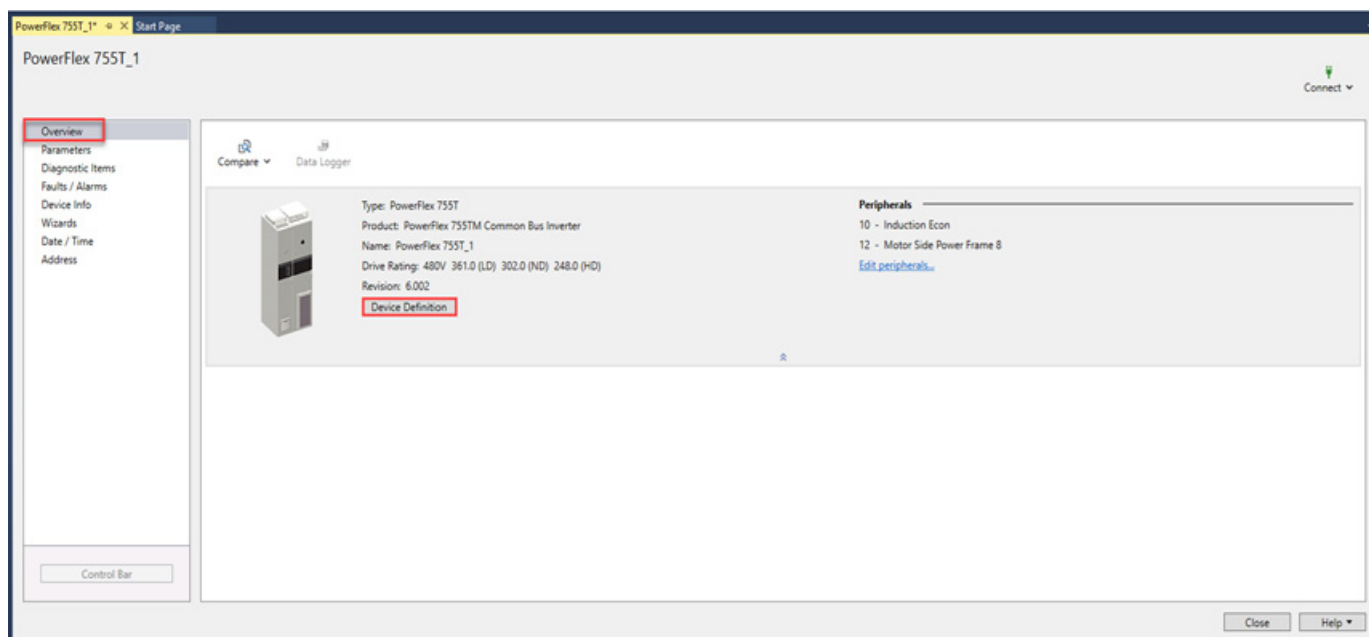 PowerFlex 755T_1* Start Page
PowerFlex 755T_1
Connect
Overview
Parameters
Diagnostic Items
Faults / Alarms
Device Info
Wizards
Date / Time
Address
Control Bar
Compare Data Logger
Type: PowerFlex 755T
Product: PowerFlex 755TM Common Bus Inverter
Name: PowerFlex 755T_1
Drive Rating: 480V 361.0 (LD) 302.0 (ND) 248.0 (HD)
Revision: 6.002
Device Definition
Peripherals
10 - Induction Econ
12 - Motor Side Power Frame 8
Edit peripherals...
Close Help